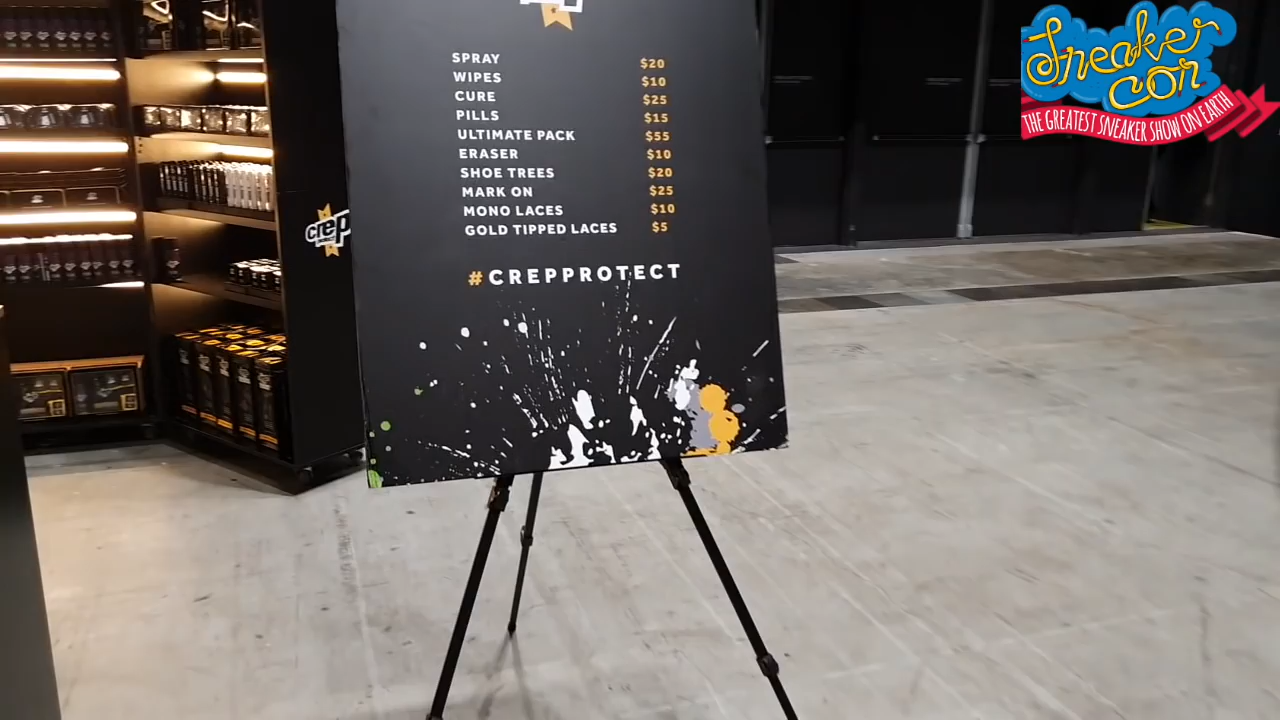 SPRAY $20
WIPES $10
CURE $25
PILLS $15
ULTIMATE PACK $55
ERASER $10
SHOE TREES $20
MARK ON $25
MONO LACES $10
GOLD TIPPED LACES $5
#CREPPROTECT
crep
Sneaker
con
THE GREATEST SNEAKER SHOW ON EARTH